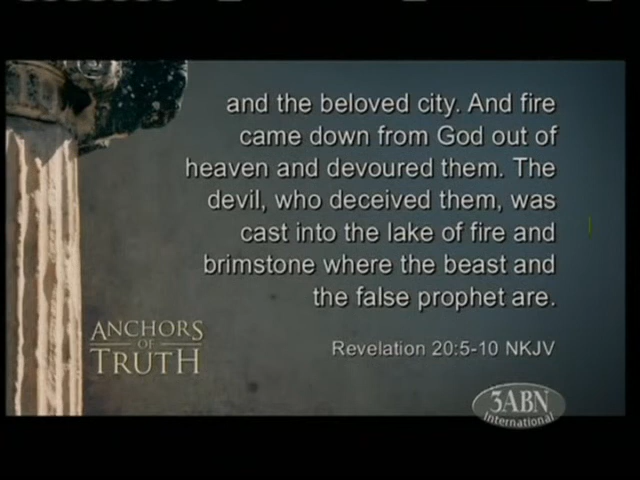 and the beloved city. And fire
came down from God out of
heaven and devoured them. The
devil, who deceived them, was
cast into the lake of fire and
brimstone where the beast and
the false prophet are.
Revelation 20:5-10 NKJV
ANCHORS
OF
TRUTH
3ABN
International